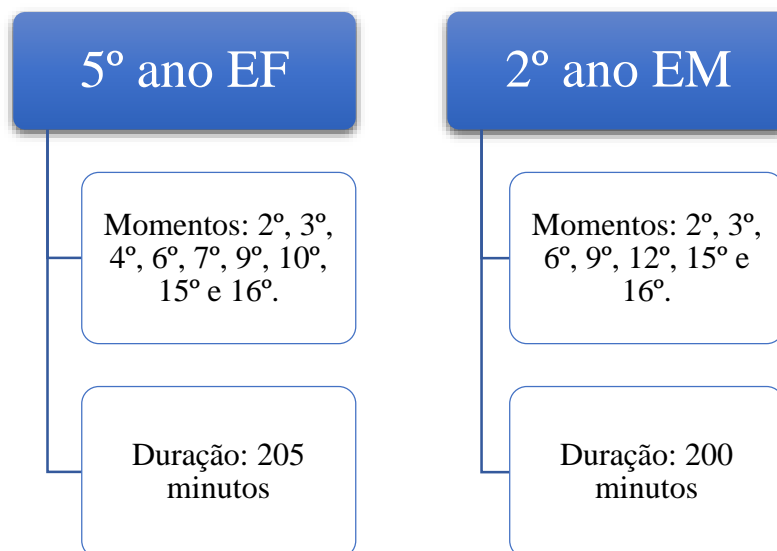 5º ano EF
Momentos: 2º, 3º,
4º, 6º, 7º, 9º, 10º,
15º e 16º.
Duração: 205
minutos
2º ano EM
Momentos: 2º, 3º,
6º, 9º, 12º, 15º e
16º.
Duração: 200
minutos